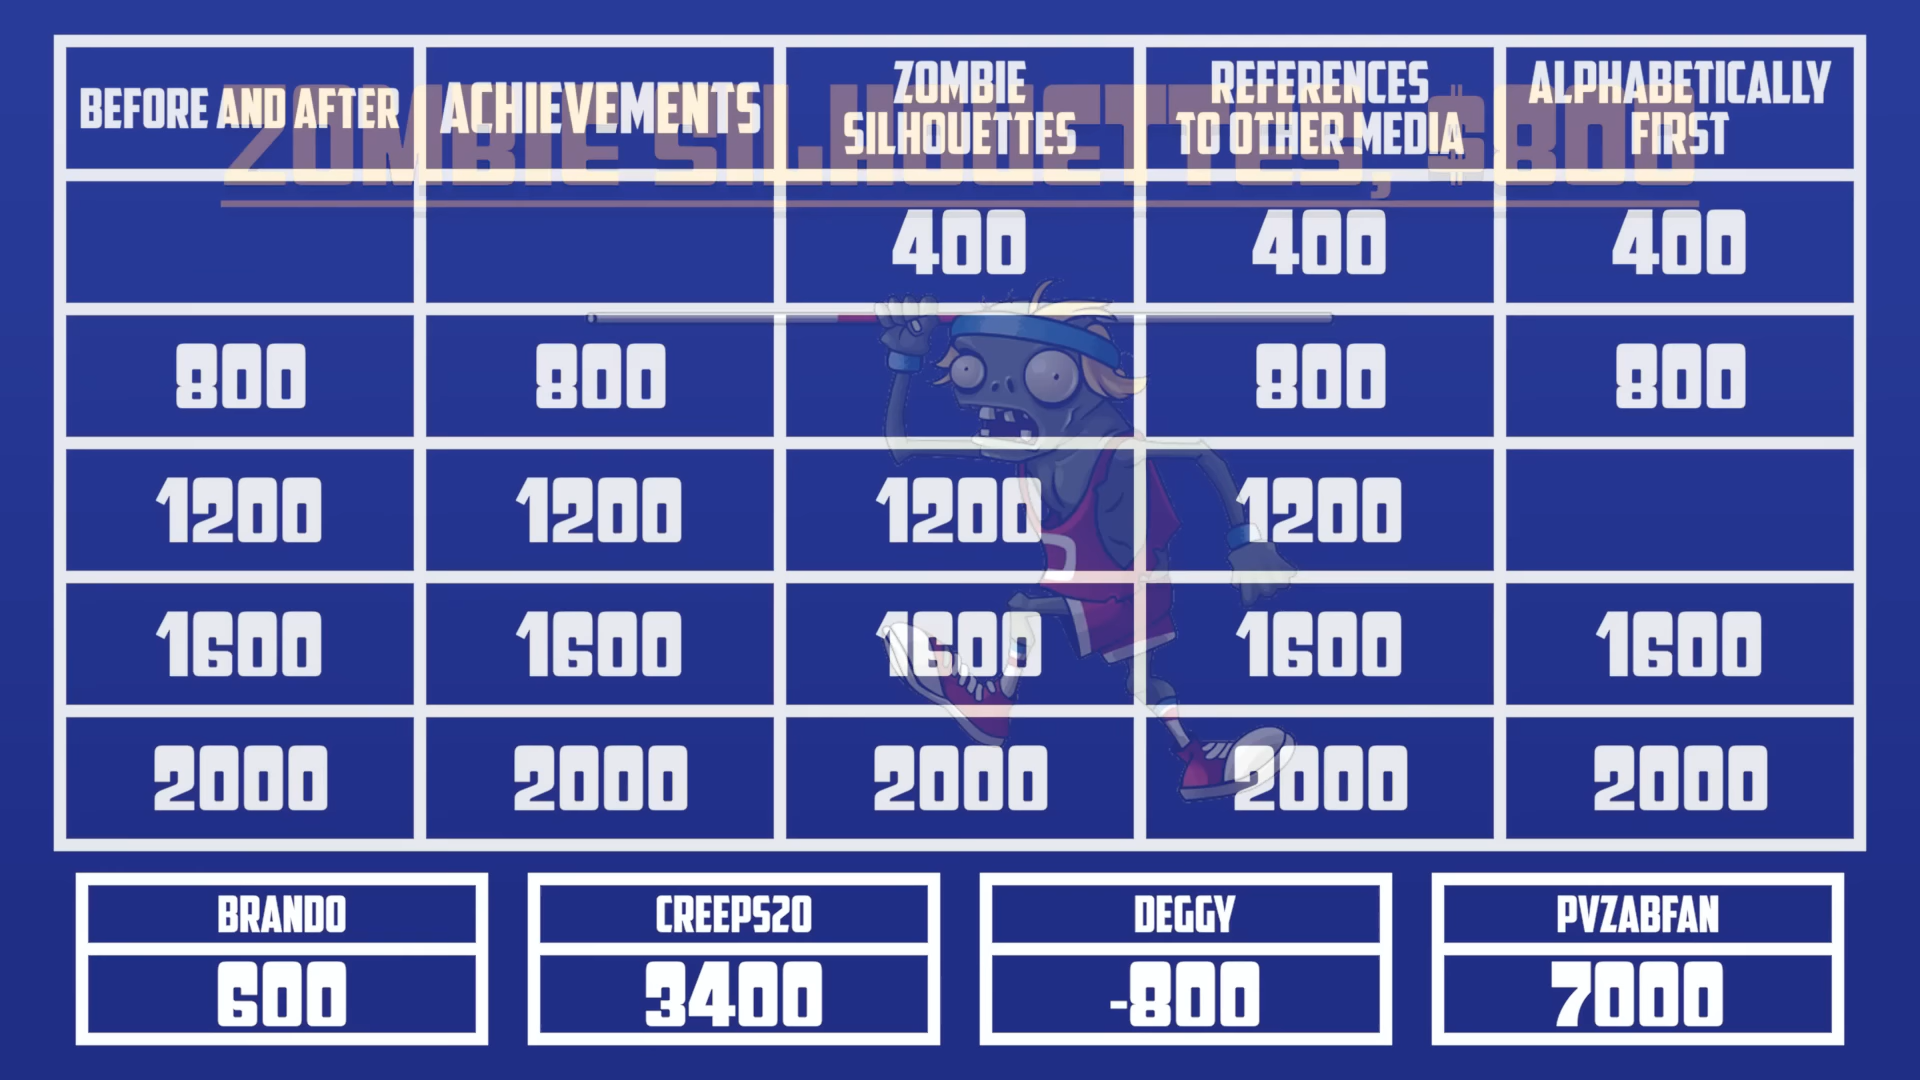 BEFORE AND AFTER
ACHIEVEMENTS
ZOMBIE
SILHOUETTES
REFERENCES
TO OTHER MEDIA
ALPHABETICALLY
FIRST
ZOMBIE SILHOUETTES, $800
400
400
400
800
800
800
800
1200
1200
1200
1200
1600
1600
1600
1600
1600
2000
2000
2000
2000
2000
BRANDO
CREEPS20
DEGGY
PVZABFAN
600
3400
-800
7000